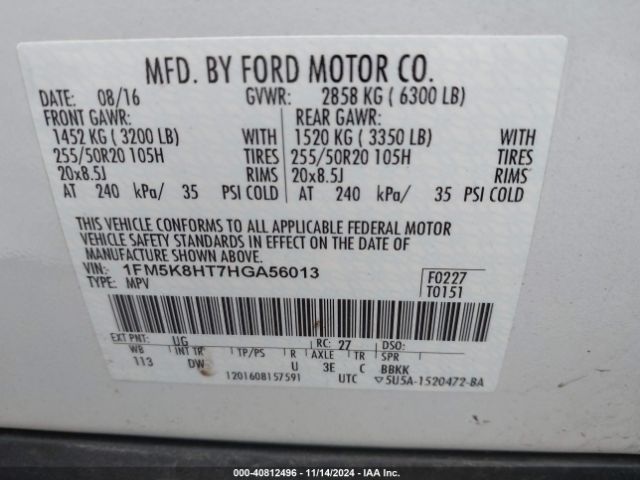 MFD. BY FORD MOTOR CO.
DATE: 08/16 GVWR: 2858 KG ( 6300 LB)
FRONT GAWR: REAR GAWR:
1452 KG ( 3200 LB) WITH 1520 KG ( 3350 LB) WITH
255/50R20 105H TIRES 255/50R20 105H TIRES
20x8.5J RIMS 20x8.5J RIMS
AT 240 kPa/ 35 PSI COLD AT 240 kPa/ 35 PSI COLD
THIS VEHICLE CONFORMS TO ALL APPLICABLE FEDERAL MOTOR
VEHICLE SAFETY STANDARDS IN EFFECT ON THE DATE OF
MANUFACTURE SHOWN ABOVE.
VIN: 1FM5K8HT7HGA56013 F0227
TYPE: MPV T0151
EXT PNT: UG RC: 27 DSO:
WB INT TR TP/PS R AXLE TR SPR
113 DW U 3E C BBKK
1201608157591 UTC ▽5U5A-1520472-BA
000-40812496 - 11/14/2024 - IAA Inc.